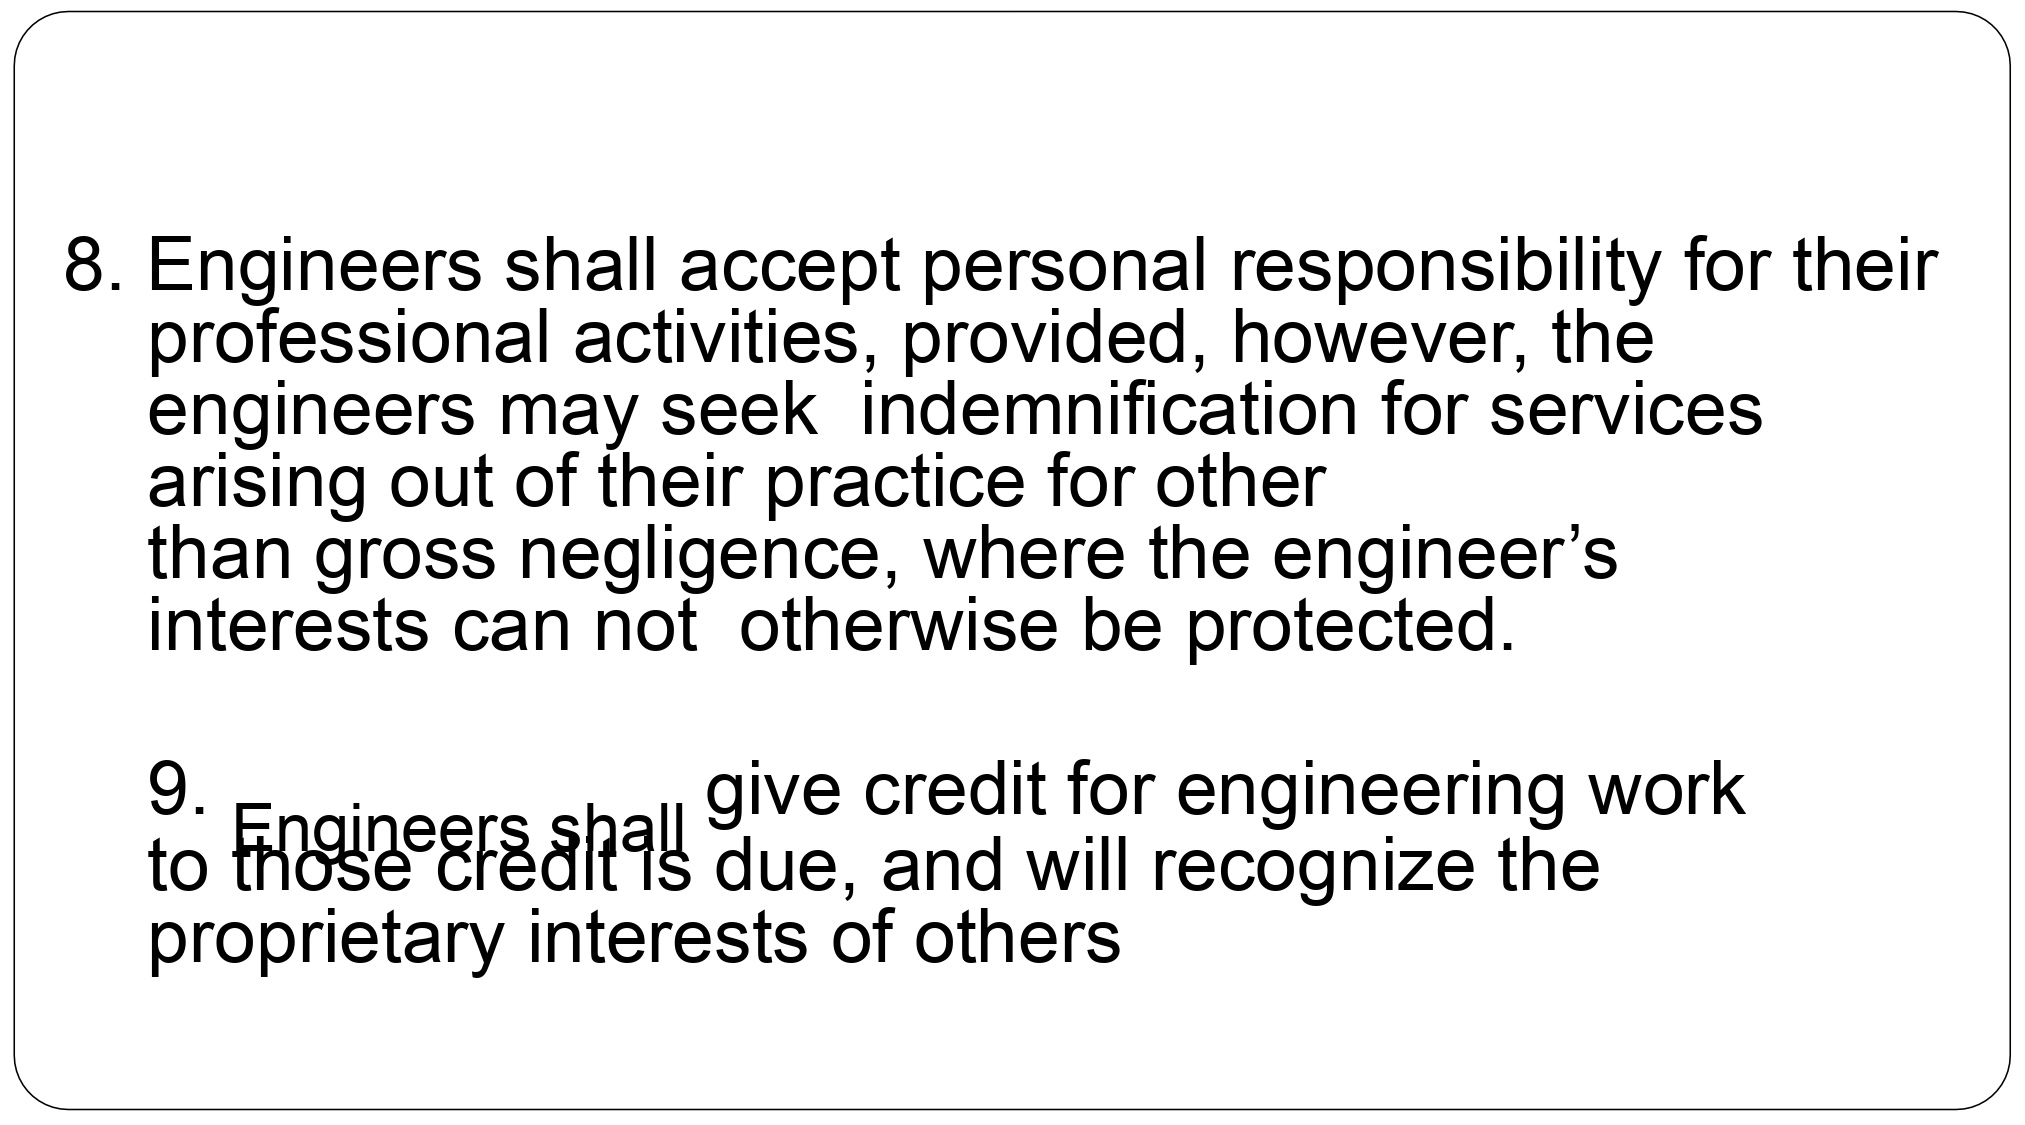 8. Engineers shall accept personal responsibility for their
professional activities, provided, however, the
engineers may seek  indemnification for services
arising out of their practice for other
than gross negligence, where the engineer’s
interests can not  otherwise be protected.
9. Engineers shall give credit for engineering work
to those credit is due, and will recognize the
proprietary interests of others